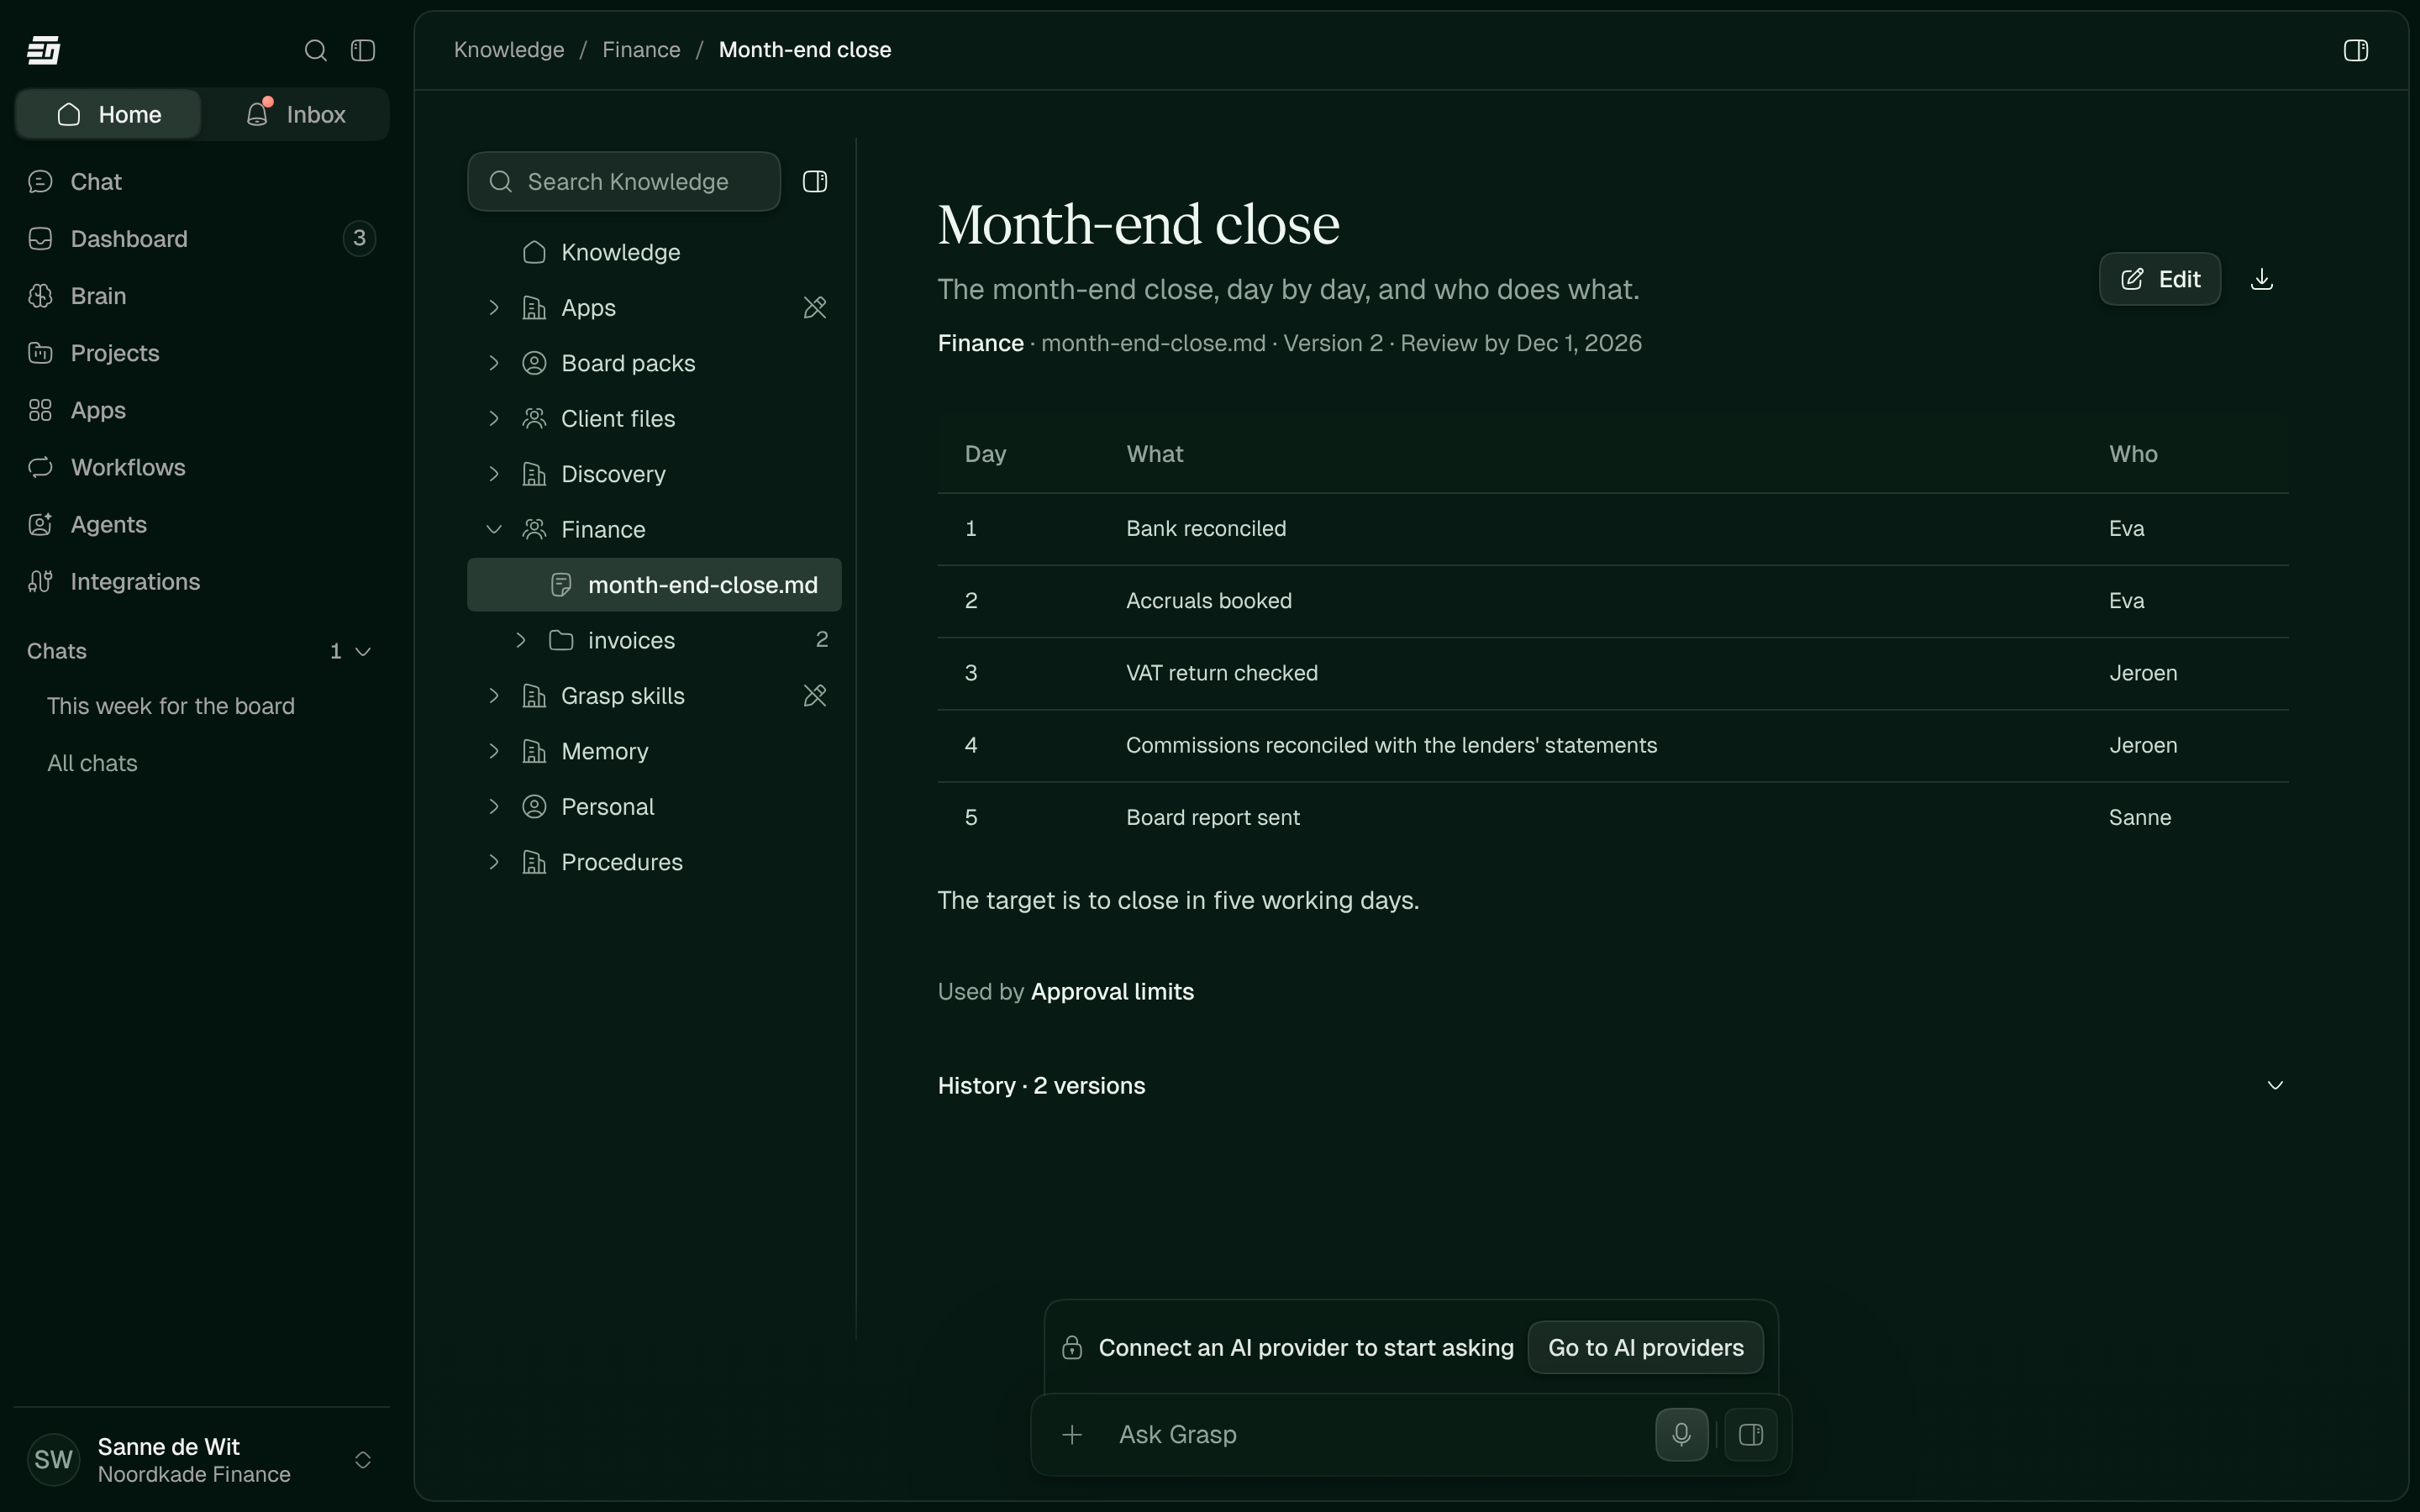 Home
Inbox
Chat
Dashboard 3
Brain
Projects
Apps
Workflows
Agents
Integrations
Chats 1
This week for the board
All chats
SW
Sanne de Wit
Noordkade Finance
Knowledge / Finance / Month-end close
Search Knowledge
Knowledge
Apps
Board packs
Client files
Discovery
Finance
month-end-close.md
invoices 2
Grasp skills
Memory
Personal
Procedures
Month-end close
The month-end close, day by day, and who does what.
Finance · month-end-close.md · Version 2 · Review by Dec 1, 2026
Edit
Day What Who
1 Bank reconciled Eva
2 Accruals booked Eva
3 VAT return checked Jeroen
4 Commissions reconciled with the lenders' statements Jeroen
5 Board report sent Sanne
The target is to close in five working days.
Used by Approval limits
History · 2 versions
Connect an AI provider to start asking Go to AI providers
Ask Grasp